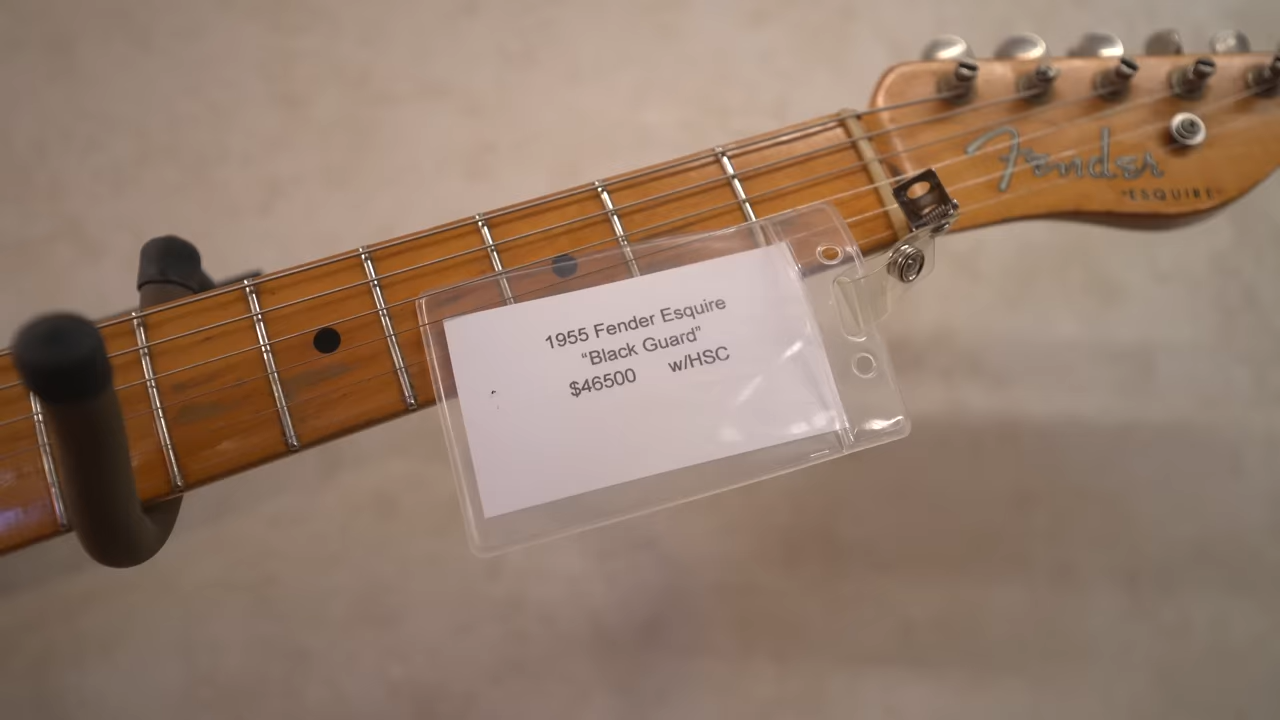 Fender
"ESQUIRE"
1955 Fender Esquire
“Black Guard”
$46500 w/HSC